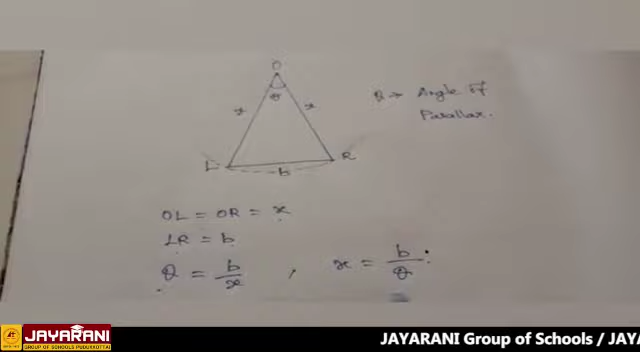 O
θ
x
x
θ → Angle of
Parallax.
L
R
b
OL = OR = x
LR = b
θ = b/x , x = b/θ
JAYARANI
GROUP OF SCHOOLS PUDUKKOTTAI
JAYARANI Group of Schools / JAYA